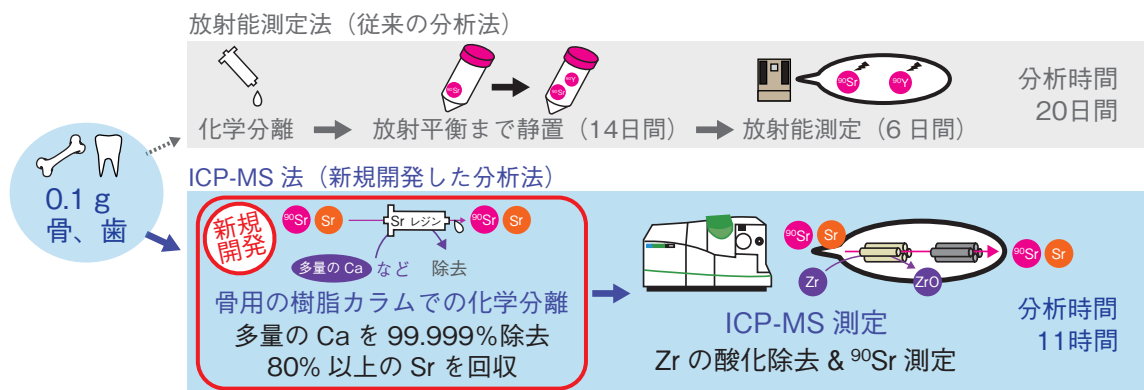 放射能測定法（従来の分析法）
90Sr
90Y
90Sr
90Sr
90Y
化学分離
放射平衡まで静置（14日間）
放射能測定（6 日間）
分析時間
20日間
0.1 g
骨、歯
ICP-MS 法（新規開発した分析法）
新規
開発
90Sr Sr
Sr レジン
90Sr Sr
多量の Ca など
除去
骨用の樹脂カラムでの化学分離
多量の Ca を 99.999%除去
80% 以上の Sr を回収
90Sr Sr
Zr
ZrO
90Sr Sr
ICP-MS 測定
Zr の酸化除去 & 90Sr 測定
分析時間
11時間